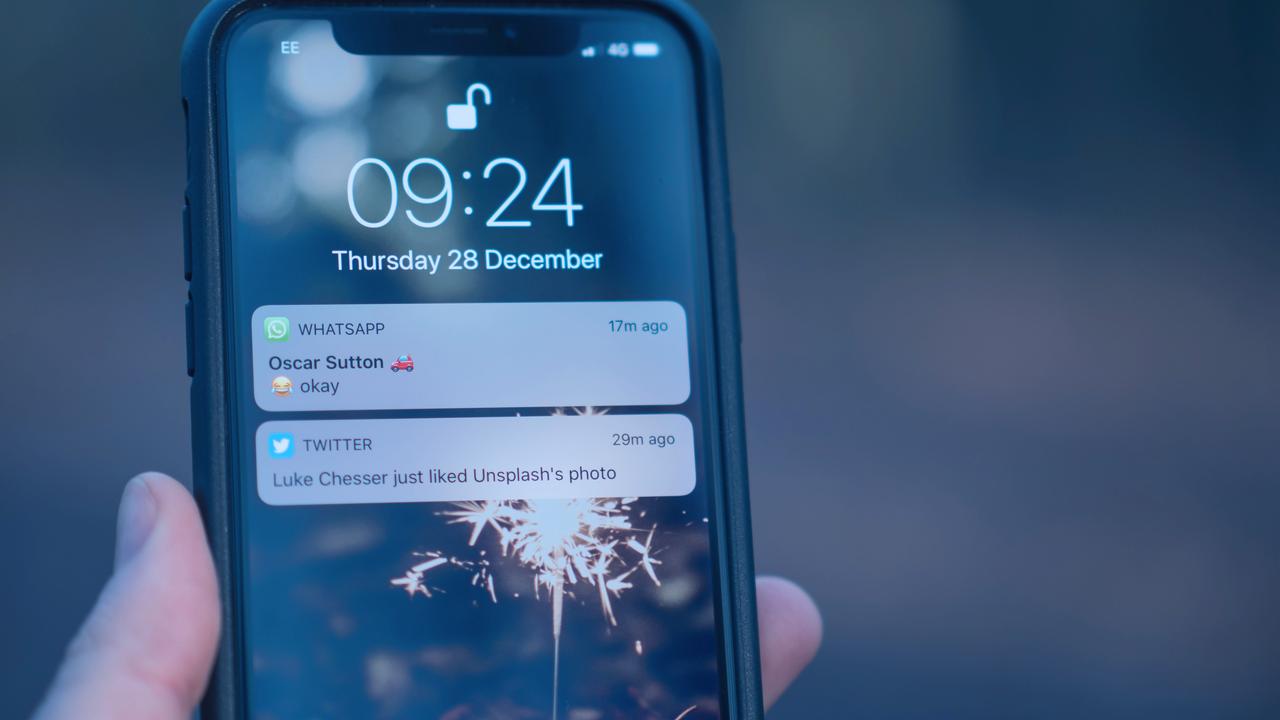 EE 4G
09:24
Thursday 28 December
WHATSAPP 17m ago
Oscar Sutton 🚗
😂 okay
TWITTER 29m ago
Luke Chesser just liked Unsplash's photo